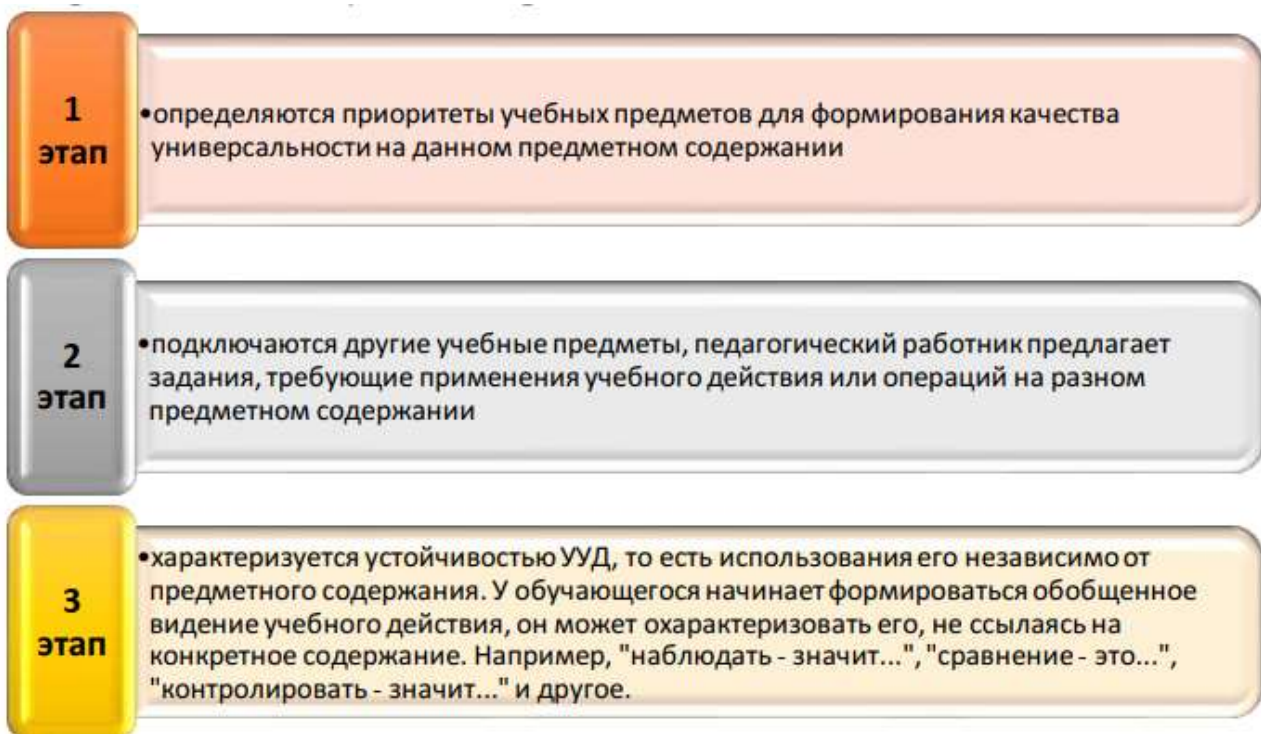 1
этап
•определяются приоритеты учебных предметов для формирования качества
универсальности на данном предметном содержании
2
этап
•подключаются другие учебные предметы, педагогический работник предлагает
задания, требующие применения учебного действия или операций на разном
предметном содержании
3
этап
•характеризуется устойчивостью УУД, то есть использования его независимо от
предметного содержания. У обучающегося начинает формироваться обобщенное
видение учебного действия, он может охарактеризовать его, не ссылаясь на
конкретное содержание. Например, "наблюдать - значит...", "сравнение - это...",
"контролировать - значит..." и другое.